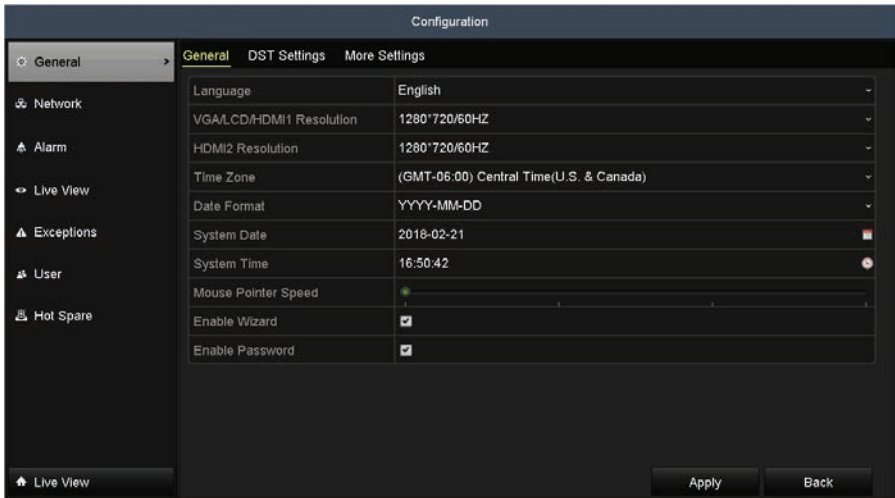 Configuration
General
Network
Alarm
Live View
Exceptions
User
Hot Spare
Live View
General DST Settings More Settings
Language English
VGA/LCD/HDMI1 Resolution 1280*720/60HZ
HDMI2 Resolution 1280*720/60HZ
Time Zone (GMT-06:00) Central Time(U.S. & Canada)
Date Format YYYY-MM-DD
System Date 2018-02-21
System Time 16:50:42
Mouse Pointer Speed
Enable Wizard
Enable Password
Apply Back